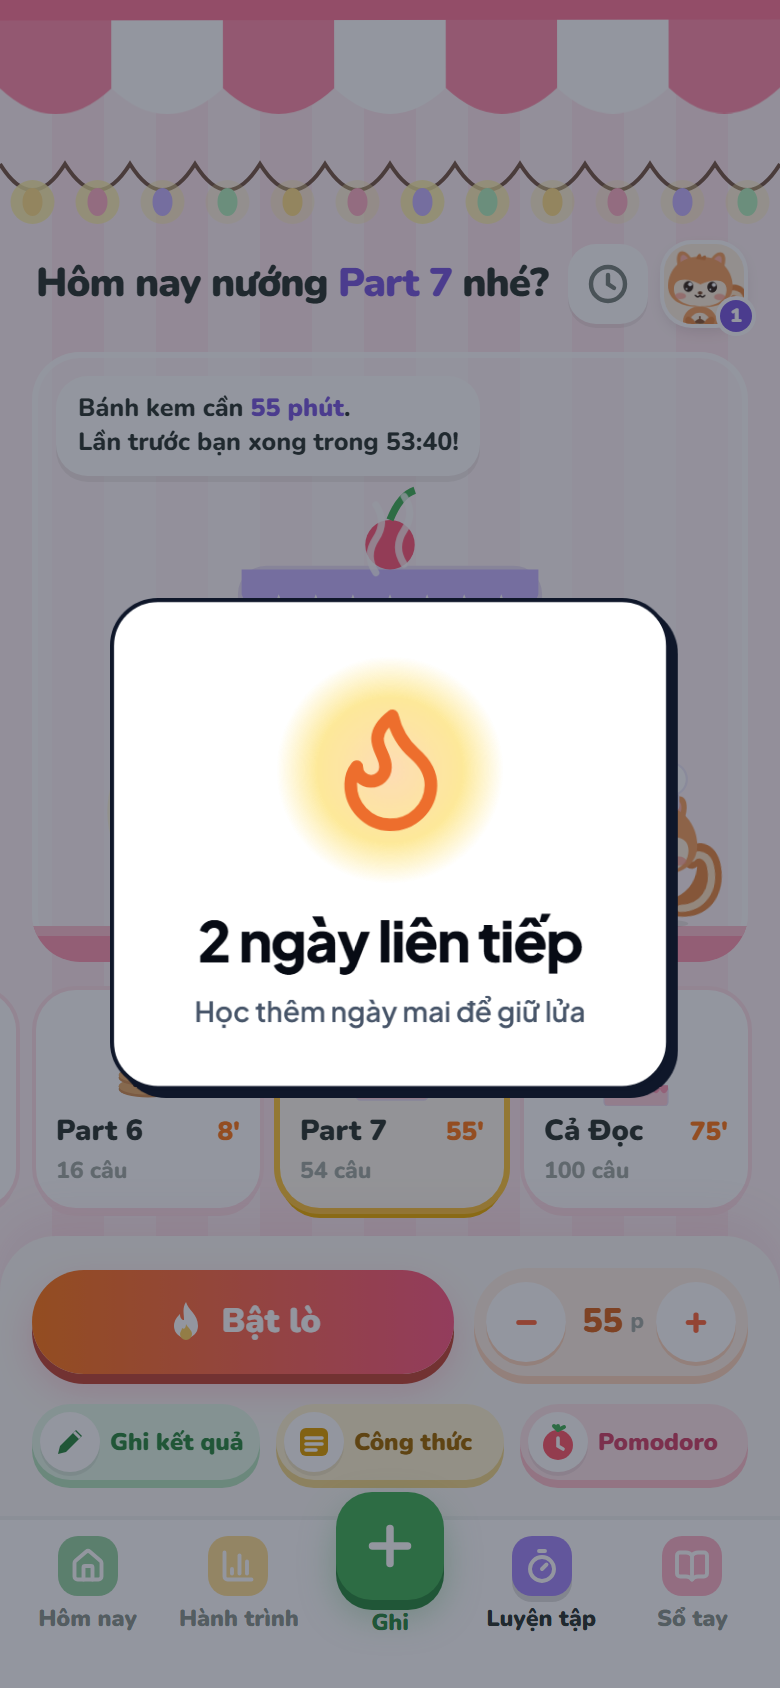 Hôm nay nướng Part 7 nhé?
1
Bánh kem cần 55 phút.
Lần trước bạn xong trong 53:40!
2 ngày liên tiếp
Học thêm ngày mai để giữ lửa
Part 6 8'
16 câu
Part 7 55'
54 câu
Cả Đọc 75'
100 câu
Bật lò
55 p
Ghi kết quả
Công thức
Pomodoro
Hôm nay
Hành trình
Ghi
Luyện tập
Sổ tay